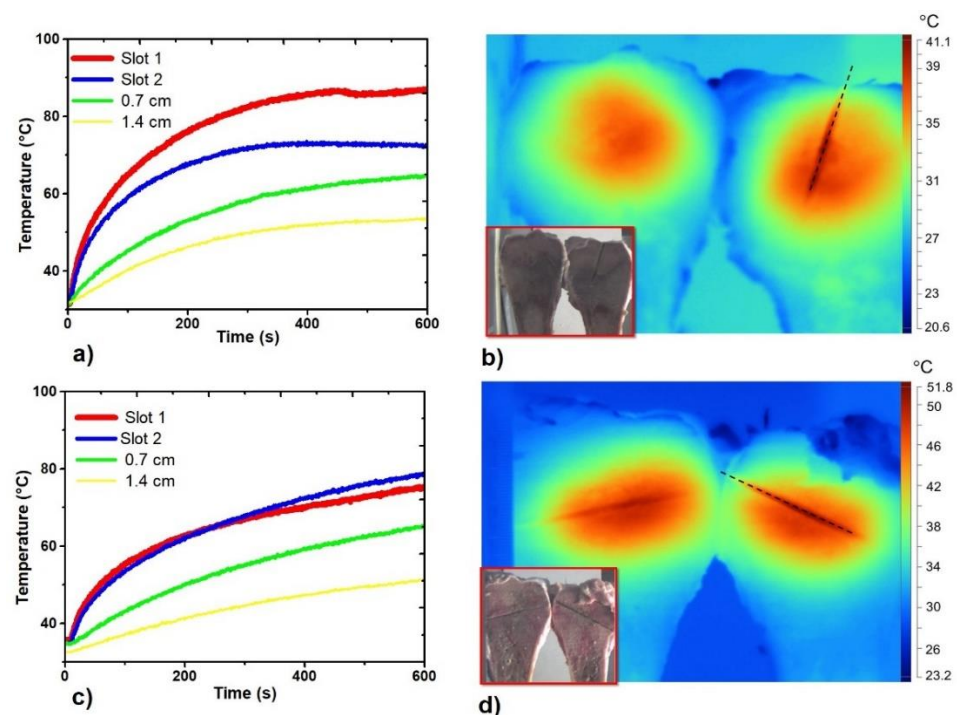 100
80
60
40
Temperature (°C)
Slot 1
Slot 2
0.7 cm
1.4 cm
0
200
400
600
Time (s)
a)
°C
41.1
39
35
31
27
23
20.6
b)
100
80
60
40
Temperature (°C)
Slot 1
Slot 2
0.7 cm
1.4 cm
0
200
400
600
Time (s)
c)
°C
51.8
50
46
42
38
34
30
26
23.2
d)